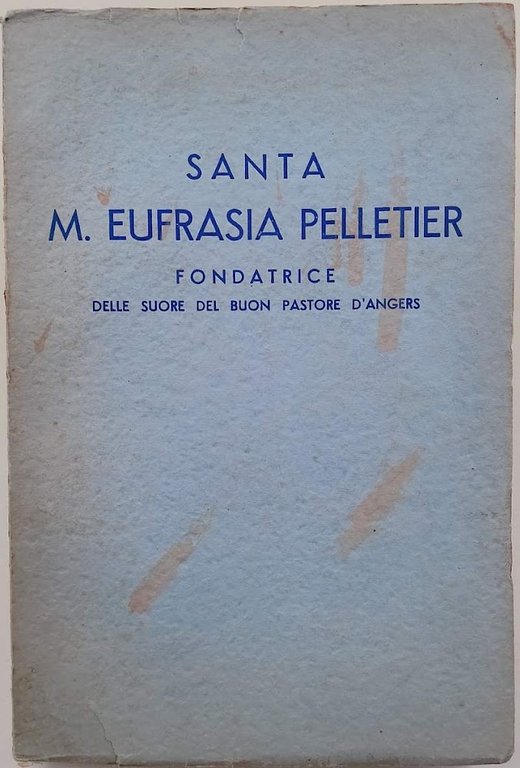 SANTA
M. EUFRASIA PELLETIER
FONDATRICE
DELLE SUORE DEL BUON PASTORE D'ANGERS